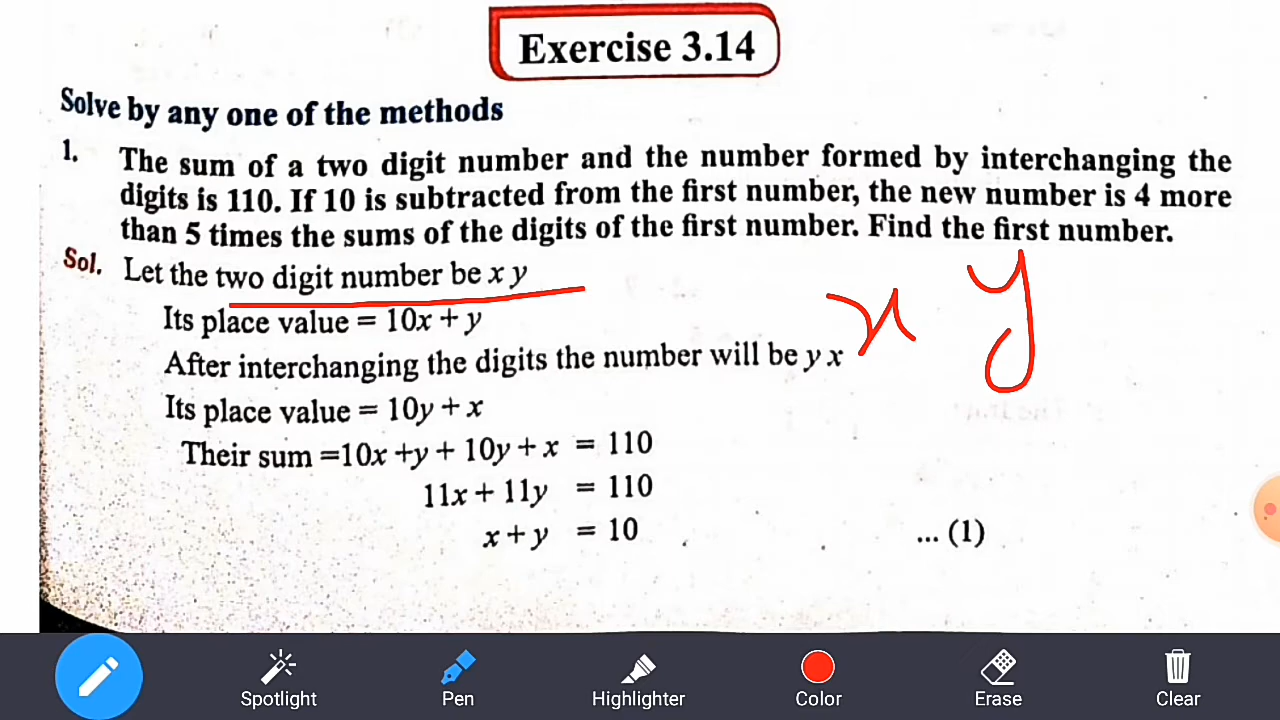 Exercise 3.14
Solve by any one of the methods
1. The sum of a two digit number and the number formed by interchanging the
digits is 110. If 10 is subtracted from the first number, the new number is 4 more
than 5 times the sums of the digits of the first number. Find the first number.
Sol. Let the two digit number be x y
x y
Its place value = 10x + y
After interchanging the digits the number will be y x
Its place value = 10y + x
Their sum =10x +y + 10y + x = 110
11x + 11y = 110
x + y = 10 ... (1)
Spotlight Pen Highlighter Color Erase Clear